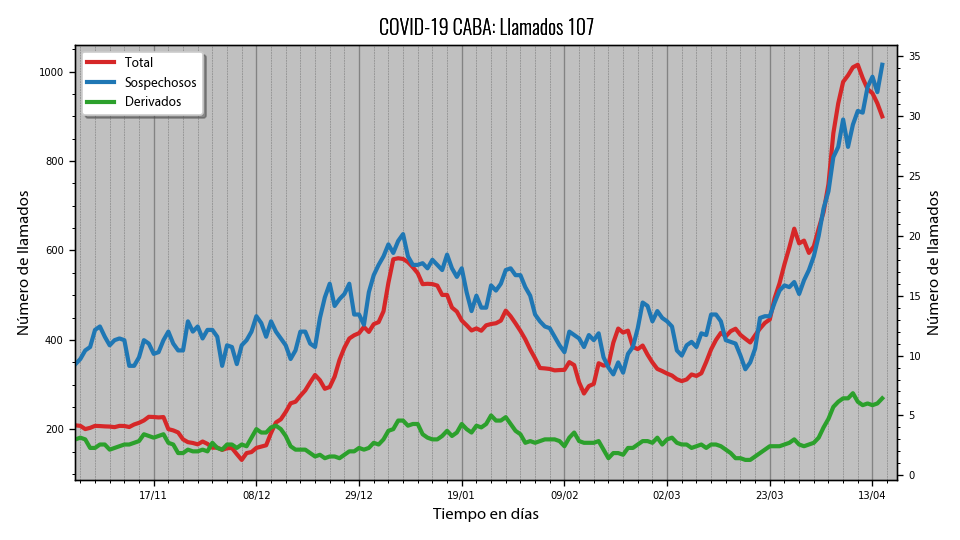 COVID-19 CABA: Llamados 107
Total
Sospechosos
Derivados
Número de llamados
1000
800
600
400
200
35
30
25
20
15
10
5
0
Número de llamados
17/11 08/12 29/12 19/01 09/02 02/03 23/03 13/04
Tiempo en días